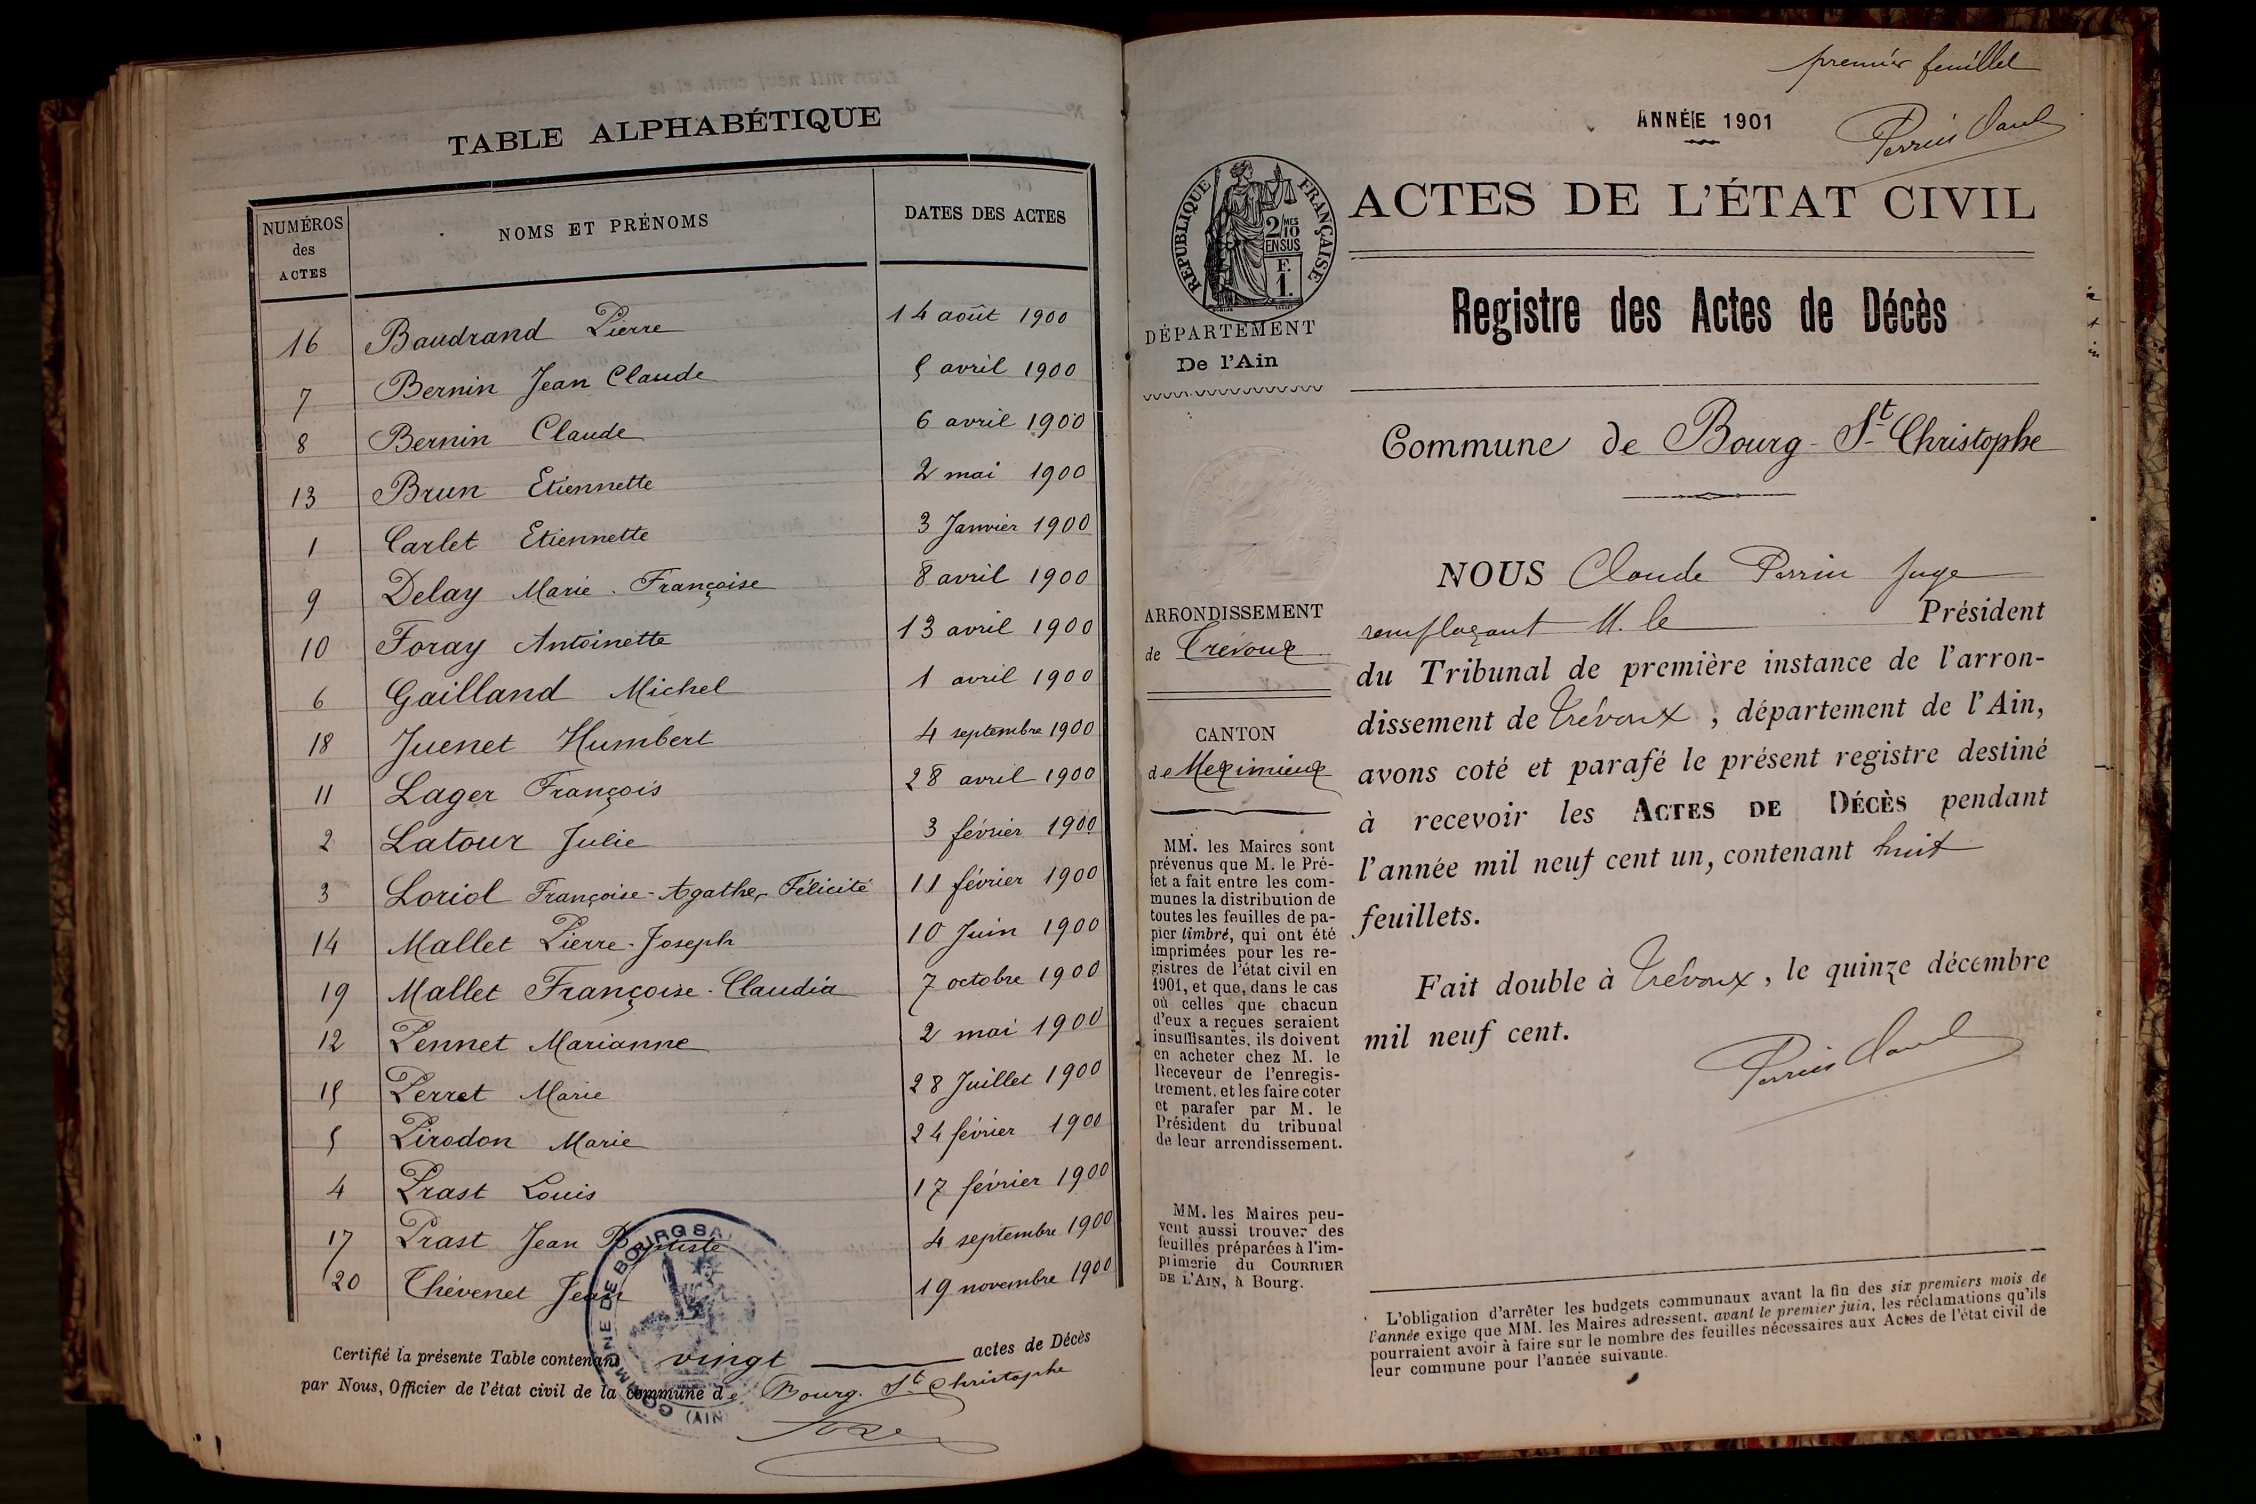 TABLE ALPHABÉTIQUE
NUMÉROS des ACTES NOMS ET PRÉNOMS DATES DES ACTES
16 Baudrand Pierre 14 août 1900
7 Bernin Jean Claude 5 avril 1900
8 Bernin Claude 6 avril 1900
13 Brun Etiennette 2 mai 1900
1 Carlet Etiennette 3 Janvier 1900
9 Delay Marie. Françoise 8 avril 1900
10 Foray Antoinette 13 avril 1900
6 Gailland Michel 1 avril 1900
18 Juenet Humbert 4 septembre 1900
11 Lager François 28 avril 1900
2 Latour Julie 3 février 1900
3 Loriol Françoise-Agathe-Félicité 11 février 1900
14 Mallet Pierre-Joseph 10 Juin 1900
19 Mallet Françoise-Claudia 7 octobre 1900
12 Pennet Marianne 2 mai 1900
15 Perret Marie 28 Juillet 1900
5 Pirodon Marie 24 février 1900
4 Prast Louis 17 février 1900
17 Prast Jean Baptiste 4 septembre 1900
20 Thévenet Jean 19 novembre 1900
COMMUNE DE BOURG SA
(AIN)
Certifié la présente Table contenant vingt actes de Décès
par Nous, Officier de l'état civil de la commune de Bourg-St Christophe
premier feuillet
ANNÉE 1901
ACTES DE L'ÉTAT CIVIL
RÉPUBLIQUE FRANÇAISE
2/10 MES
EN SUS
F.
1.
DÉPARTEMENT
De l'Ain
Registre des Actes de Décès
Commune de Bourg-St Christophe
ARRONDISSEMENT
de Trévoux
CANTON
de Meximieux
MM. les Maires sont
prévenus que M. le Pré-
fet a fait entre les com-
munes la distribution de
toutes les feuilles de pa-
pier timbré, qui ont été
imprimées pour les re-
gistres de l'état civil en
1901, et que, dans le cas
où celles que chacun
d'eux a reçues seraient
insuffisantes, ils doivent
en acheter chez M. le
Receveur de l'enregis-
trement, et les faire coter
et parafer par M. le
Président du tribunal
de leur arrondissement.
MM. les Maires peu-
vent aussi trouver des
feuilles préparées à l'im-
primerie du COURRIER
DE L'AIN, à Bourg.
NOUS Claude Perrin Juge
remplaçant M. le Président
du Tribunal de première instance de l'arron-
dissement de Trévoux, département de l'Ain,
avons coté et parafé le présent registre destiné
à recevoir les ACTES DE DÉCÈS pendant
l'année mil neuf cent un, contenant huit
feuillets.
Fait double à Trévoux, le quinze décembre
mil neuf cent.
L'obligation d'arrêter les budgets communaux avant la fin des six premiers mois de
l'année exige que MM. les Maires adressent, avant le premier juin, les réclamations qu'ils
pourraient avoir à faire sur le nombre des feuilles nécessaires aux Actes de l'état civil de
leur commune pour l'année suivante.